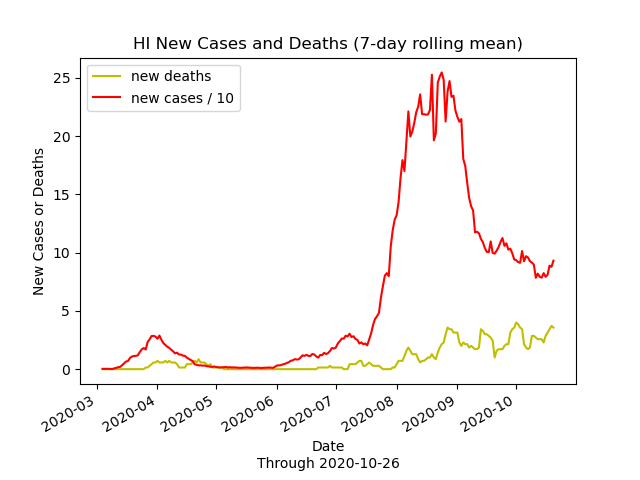 HI New Cases and Deaths (7-day rolling mean)
new deaths
new cases / 10
New Cases or Deaths
25
20
15
10
5
0
2020-03
2020-04
2020-05
2020-06
2020-07
2020-08
2020-09
2020-10
Date
Through 2020-10-26